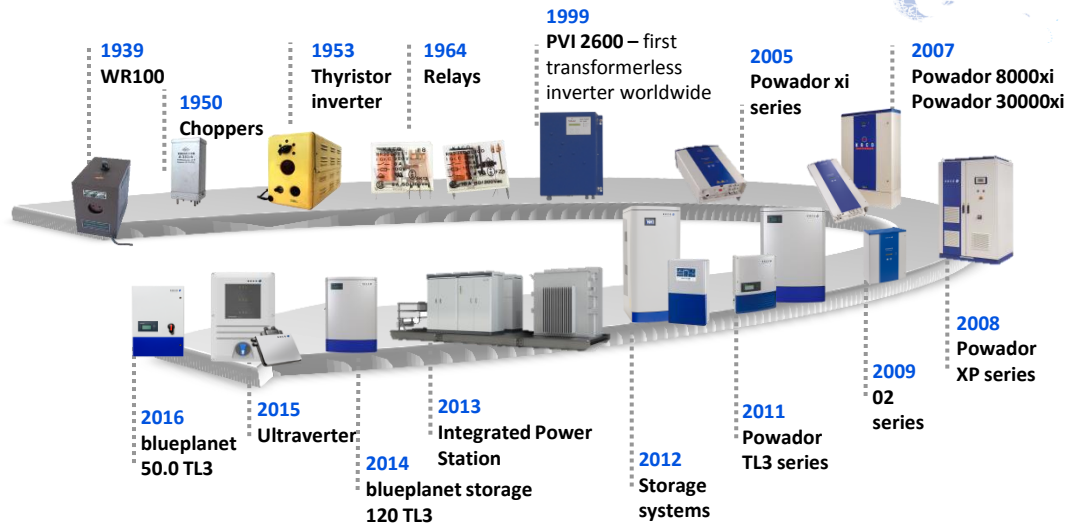 1939
WR100
1950
Choppers
1953
Thyristor
inverter
1964
Relays
1999
PVI 2600 – first
transformerless
inverter worldwide
2005
Powador xi
series
2007
Powador 8000xi
Powador 30000xi
2008
Powador
XP series
2009
02
series
2011
Powador
TL3 series
2012
Storage
systems
2013
Integrated Power
Station
2014
blueplanet storage
120 TL3
2015
Ultraverter
2016
blueplanet
50.0 TL3
KACO